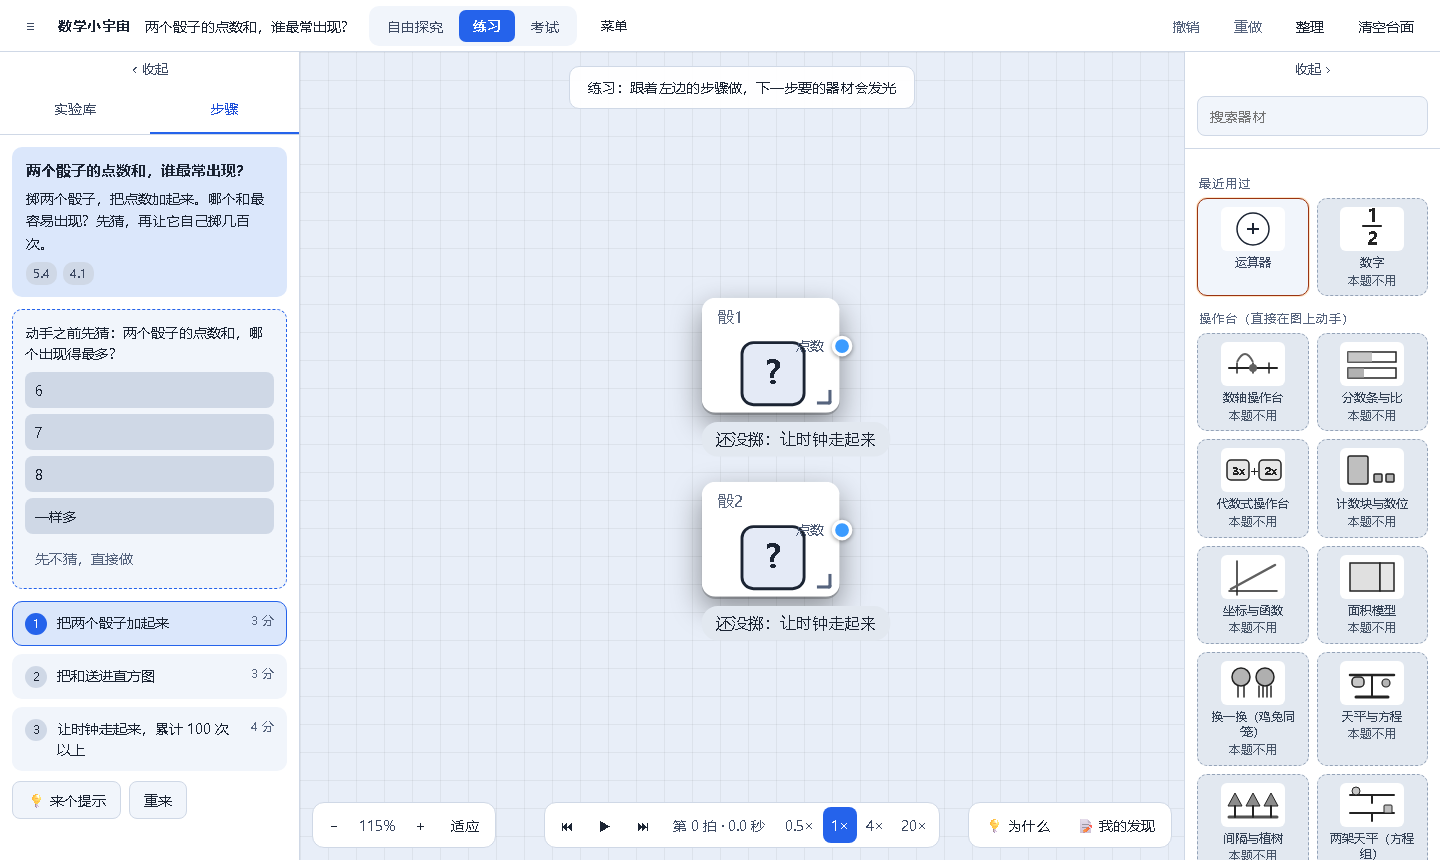 ≡ 数学小宇宙 两个骰子的点数和，谁最常出现？ 自由探究 练习 考试 菜单 撤销 重做 整理 清空台面
‹ 收起
实验库 步骤
两个骰子的点数和，谁最常出现？
掷两个骰子，把点数加起来。哪个和最
容易出现？先猜，再让它自己掷几百
次。
5.4 4.1
动手之前先猜：两个骰子的点数和，哪
个出现得最多？
6
7
8
一样多
先不猜，直接做
1 把两个骰子加起来 3 分
2 把和送进直方图 3 分
3 让时钟走起来，累计 100 次 4 分
以上
来个提示 重来
练习：跟着左边的步骤做，下一步要的器材会发光
骰1
点数
?
还没掷：让时钟走起来
骰2
点数
?
还没掷：让时钟走起来
− 115% + 适应
第 0 拍 · 0.0 秒 0.5× 1× 4× 20×
为什么 我的发现
收起 ›
搜索器材
最近用过
运算器
1
2
数字
本题不用
操作台（直接在图上动手）
数轴操作台
本题不用
分数条与比
本题不用
3x + 2x
代数式操作台
本题不用
计数块与数位
本题不用
坐标与函数
本题不用
面积模型
本题不用
换一换（鸡兔同
笼）
本题不用
天平与方程
本题不用
间隔与植树
本题不用
两架天平（方程
组）